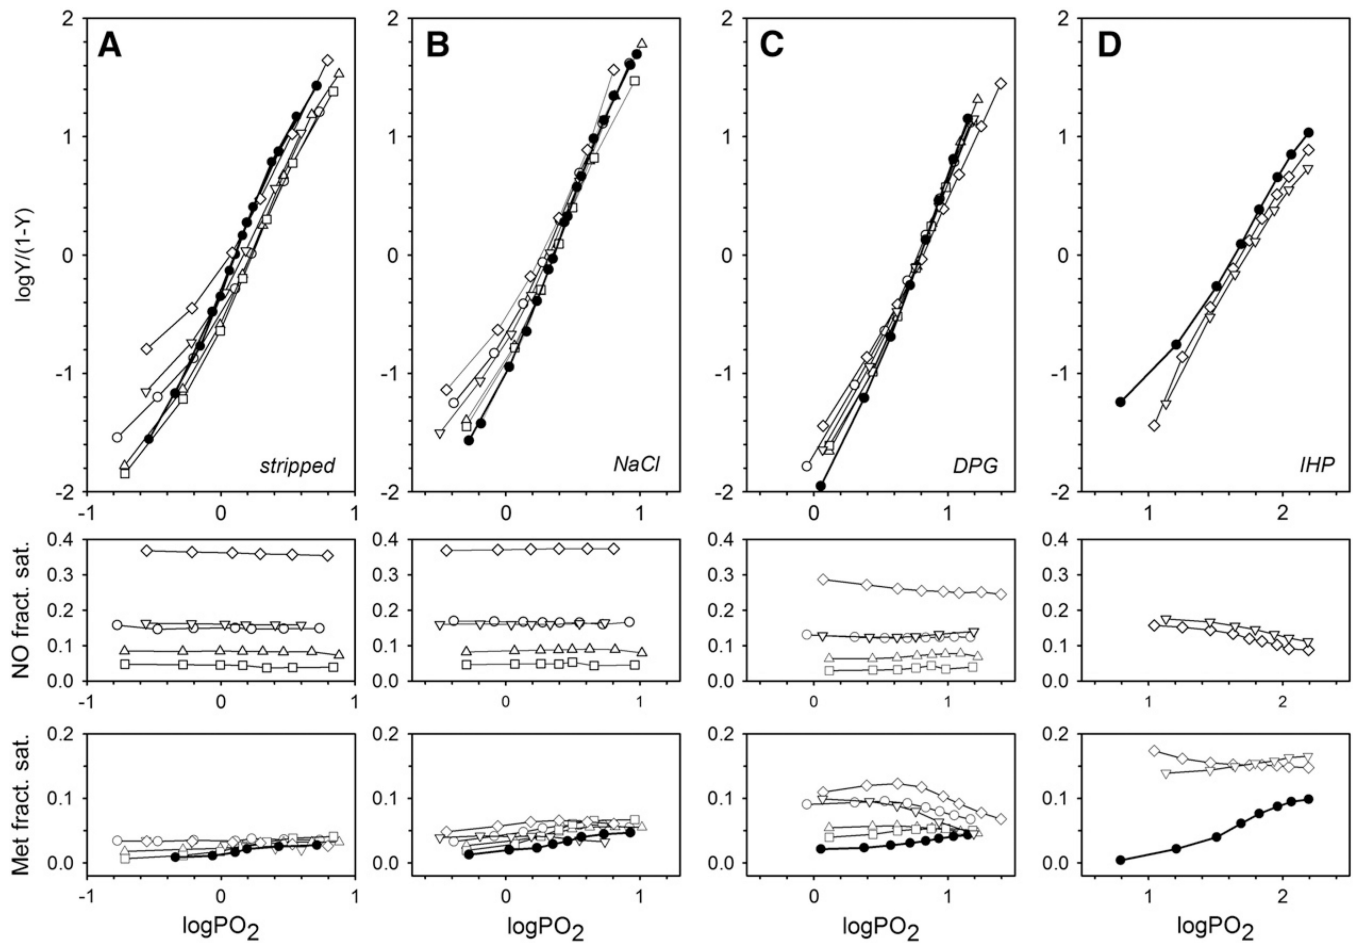 A B C D
2 2 2 2
1 1 1 1
0 0 0 0
-1 -1 -1 -1
-2 -2 -2 -2
logY/(1-Y)
stripped NaCl DPG IHP
-1 0 1 0 1 0 1 1 2
0.4 0.4 0.4 0.4
0.3 0.3 0.3 0.3
0.2 0.2 0.2 0.2
0.1 0.1 0.1 0.1
0.0 0.0 0.0 0.0
NO fract. sat.
-1 0 1 0 1 0 1 1 2
0.2 0.2 0.2 0.2
0.1 0.1 0.1 0.1
0.0 0.0 0.0 0.0
Met fract. sat.
-1 0 1 0 1 0 1 1 2
logPO2 logPO2 logPO2 logPO2